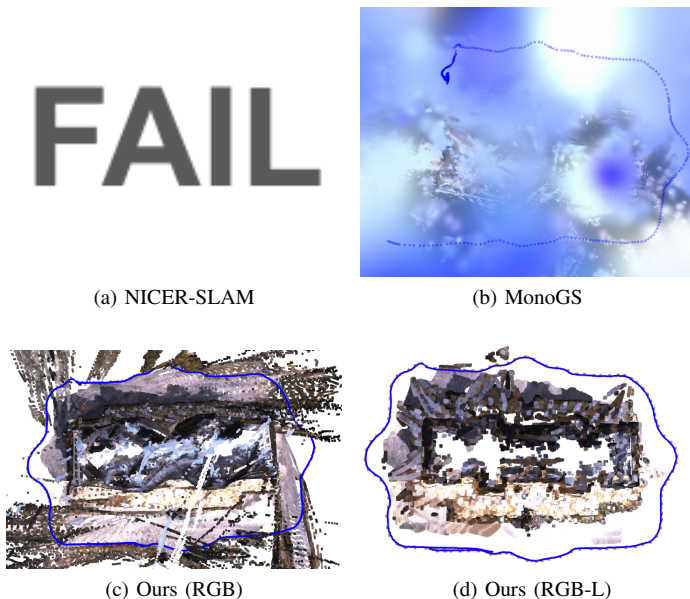 FAIL
(a) NICER-SLAM
(b) MonoGS
(c) Ours (RGB)
(d) Ours (RGB-L)